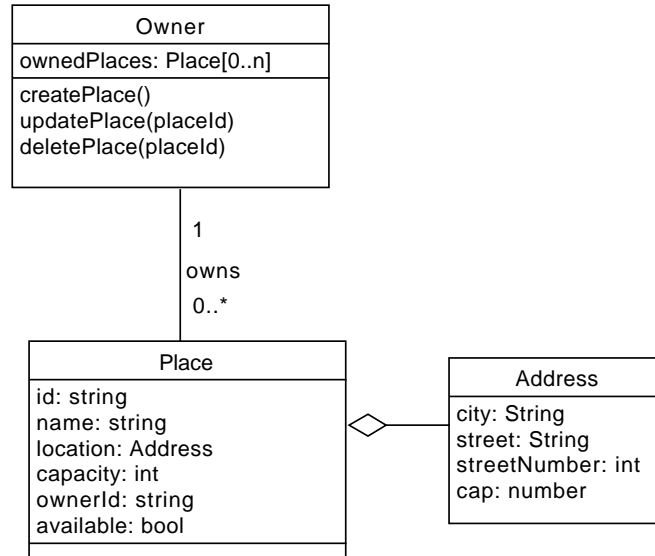 Owner
ownedPlaces: Place[0..n]
createPlace()
updatePlace(placeId)
deletePlace(placeId)
1
owns
0..*
Place
id: string
name: string
location: Address
capacity: int
ownerId: string
available: bool
Address
city: String
street: String
streetNumber: int
cap: number